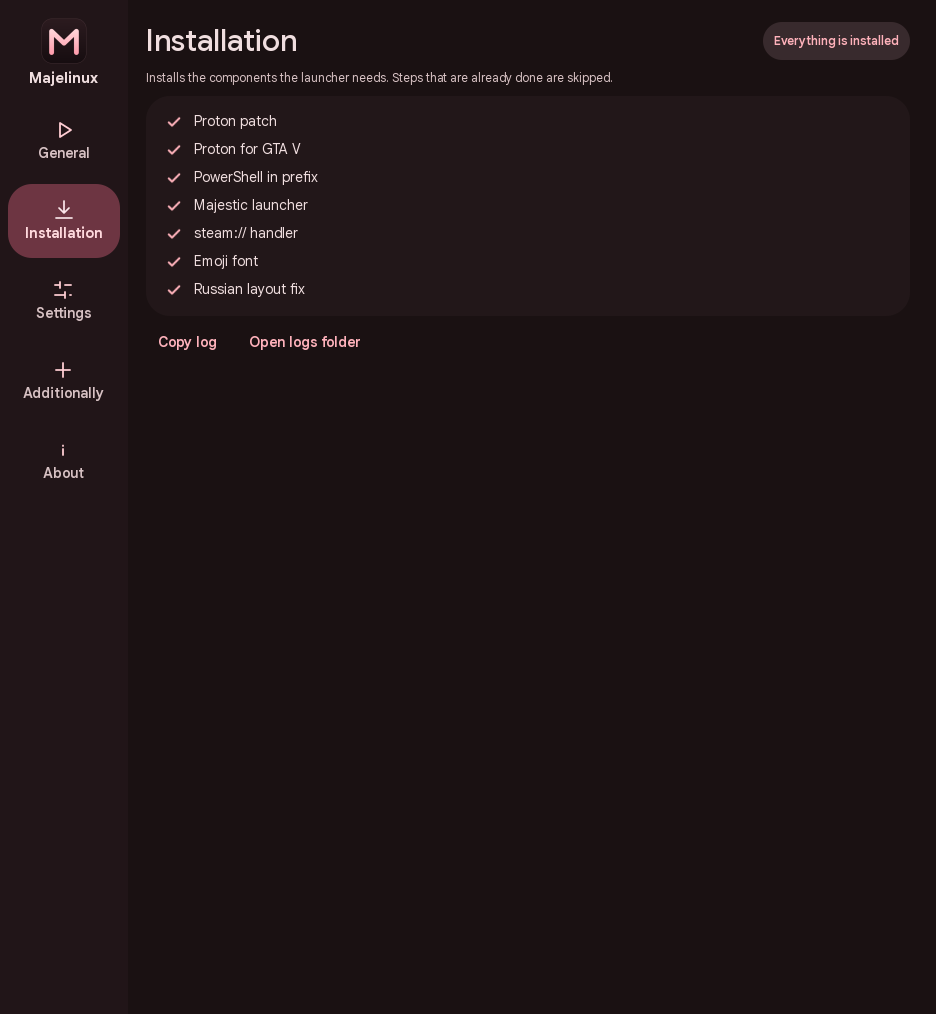 Majelinux
General
Installation
Settings
Additionally
About
Installation
Everything is installed
Installs the components the launcher needs. Steps that are already done are skipped.
Proton patch
Proton for GTA V
PowerShell in prefix
Majestic launcher
steam:// handler
Emoji font
Russian layout fix
Copy log
Open logs folder